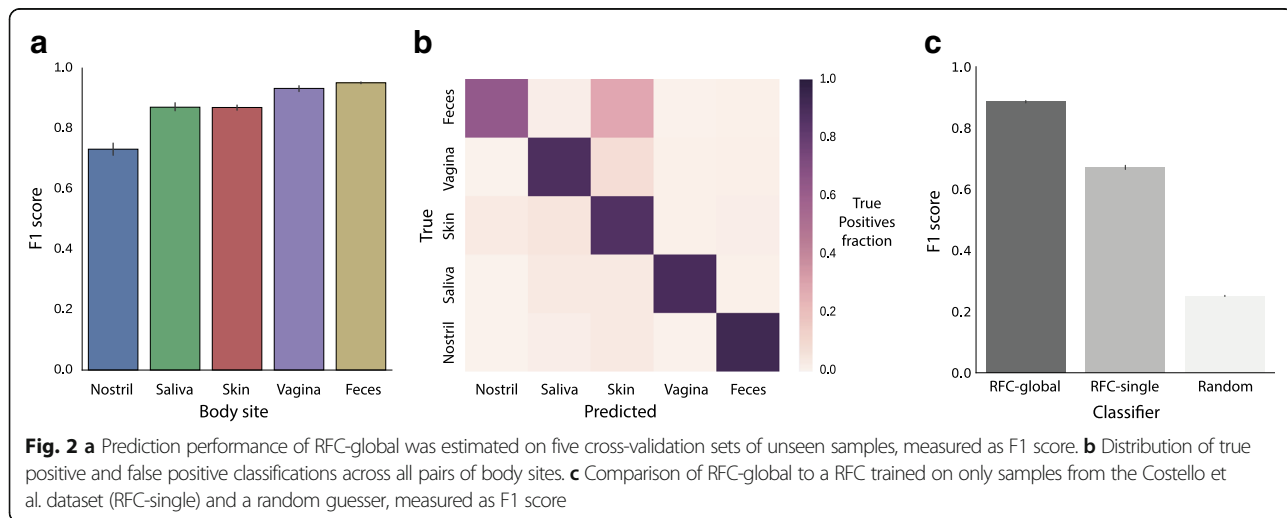 a
1.0
0.8
0.6
0.4
0.2
0.0
F1 score
Nostril Saliva Skin Vagina Feces
Body site
b
True
Feces
Vagina
Skin
Saliva
Nostril
Nostril Saliva Skin Vagina Feces
Predicted
1.0
0.8
0.6
0.4
0.2
0.0
True
Positives
fraction
c
1.0
0.8
0.6
0.4
0.2
0.0
F1 score
RFC-global RFC-single Random
Classifier
Fig. 2 a Prediction performance of RFC-global was estimated on five cross-validation sets of unseen samples, measured as F1 score. b Distribution of true
positive and false positive classifications across all pairs of body sites. c Comparison of RFC-global to a RFC trained on only samples from the Costello et
al. dataset (RFC-single) and a random guesser, measured as F1 score